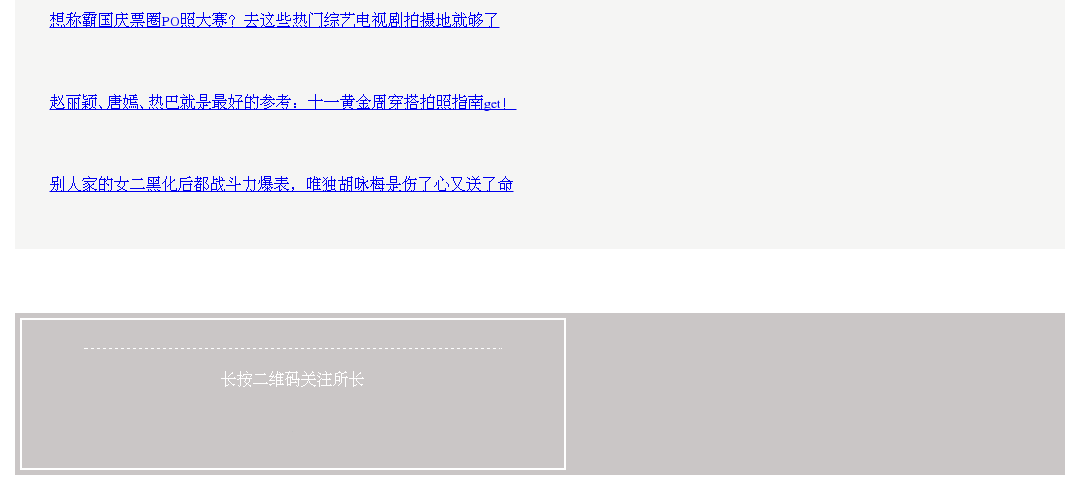 想称霸国庆票圈PO照大赛？去这些热门综艺电视剧拍摄地就够了
赵丽颖、唐嫣、热巴就是最好的参考：十一黄金周穿搭拍照指南get！
别人家的女二黑化后都战斗力爆表，唯独胡咏梅是伤了心又送了命
长按二维码关注所长